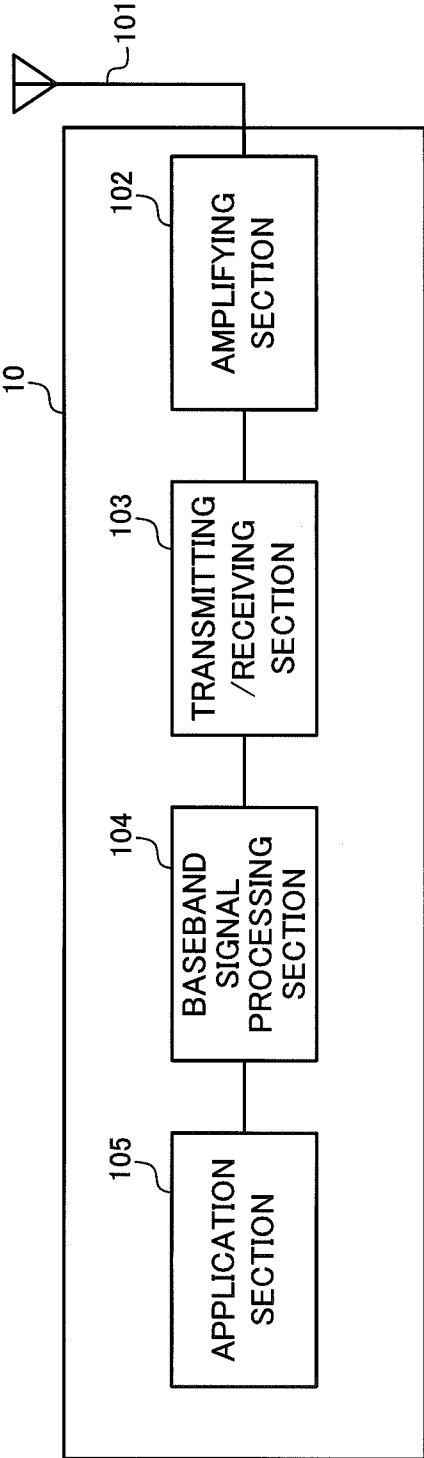 10
101
105
APPLICATION
SECTION
104
BASEBAND
SIGNAL
PROCESSING
SECTION
103
TRANSMITTING
/RECEIVING
SECTION
102
AMPLIFYING
SECTION